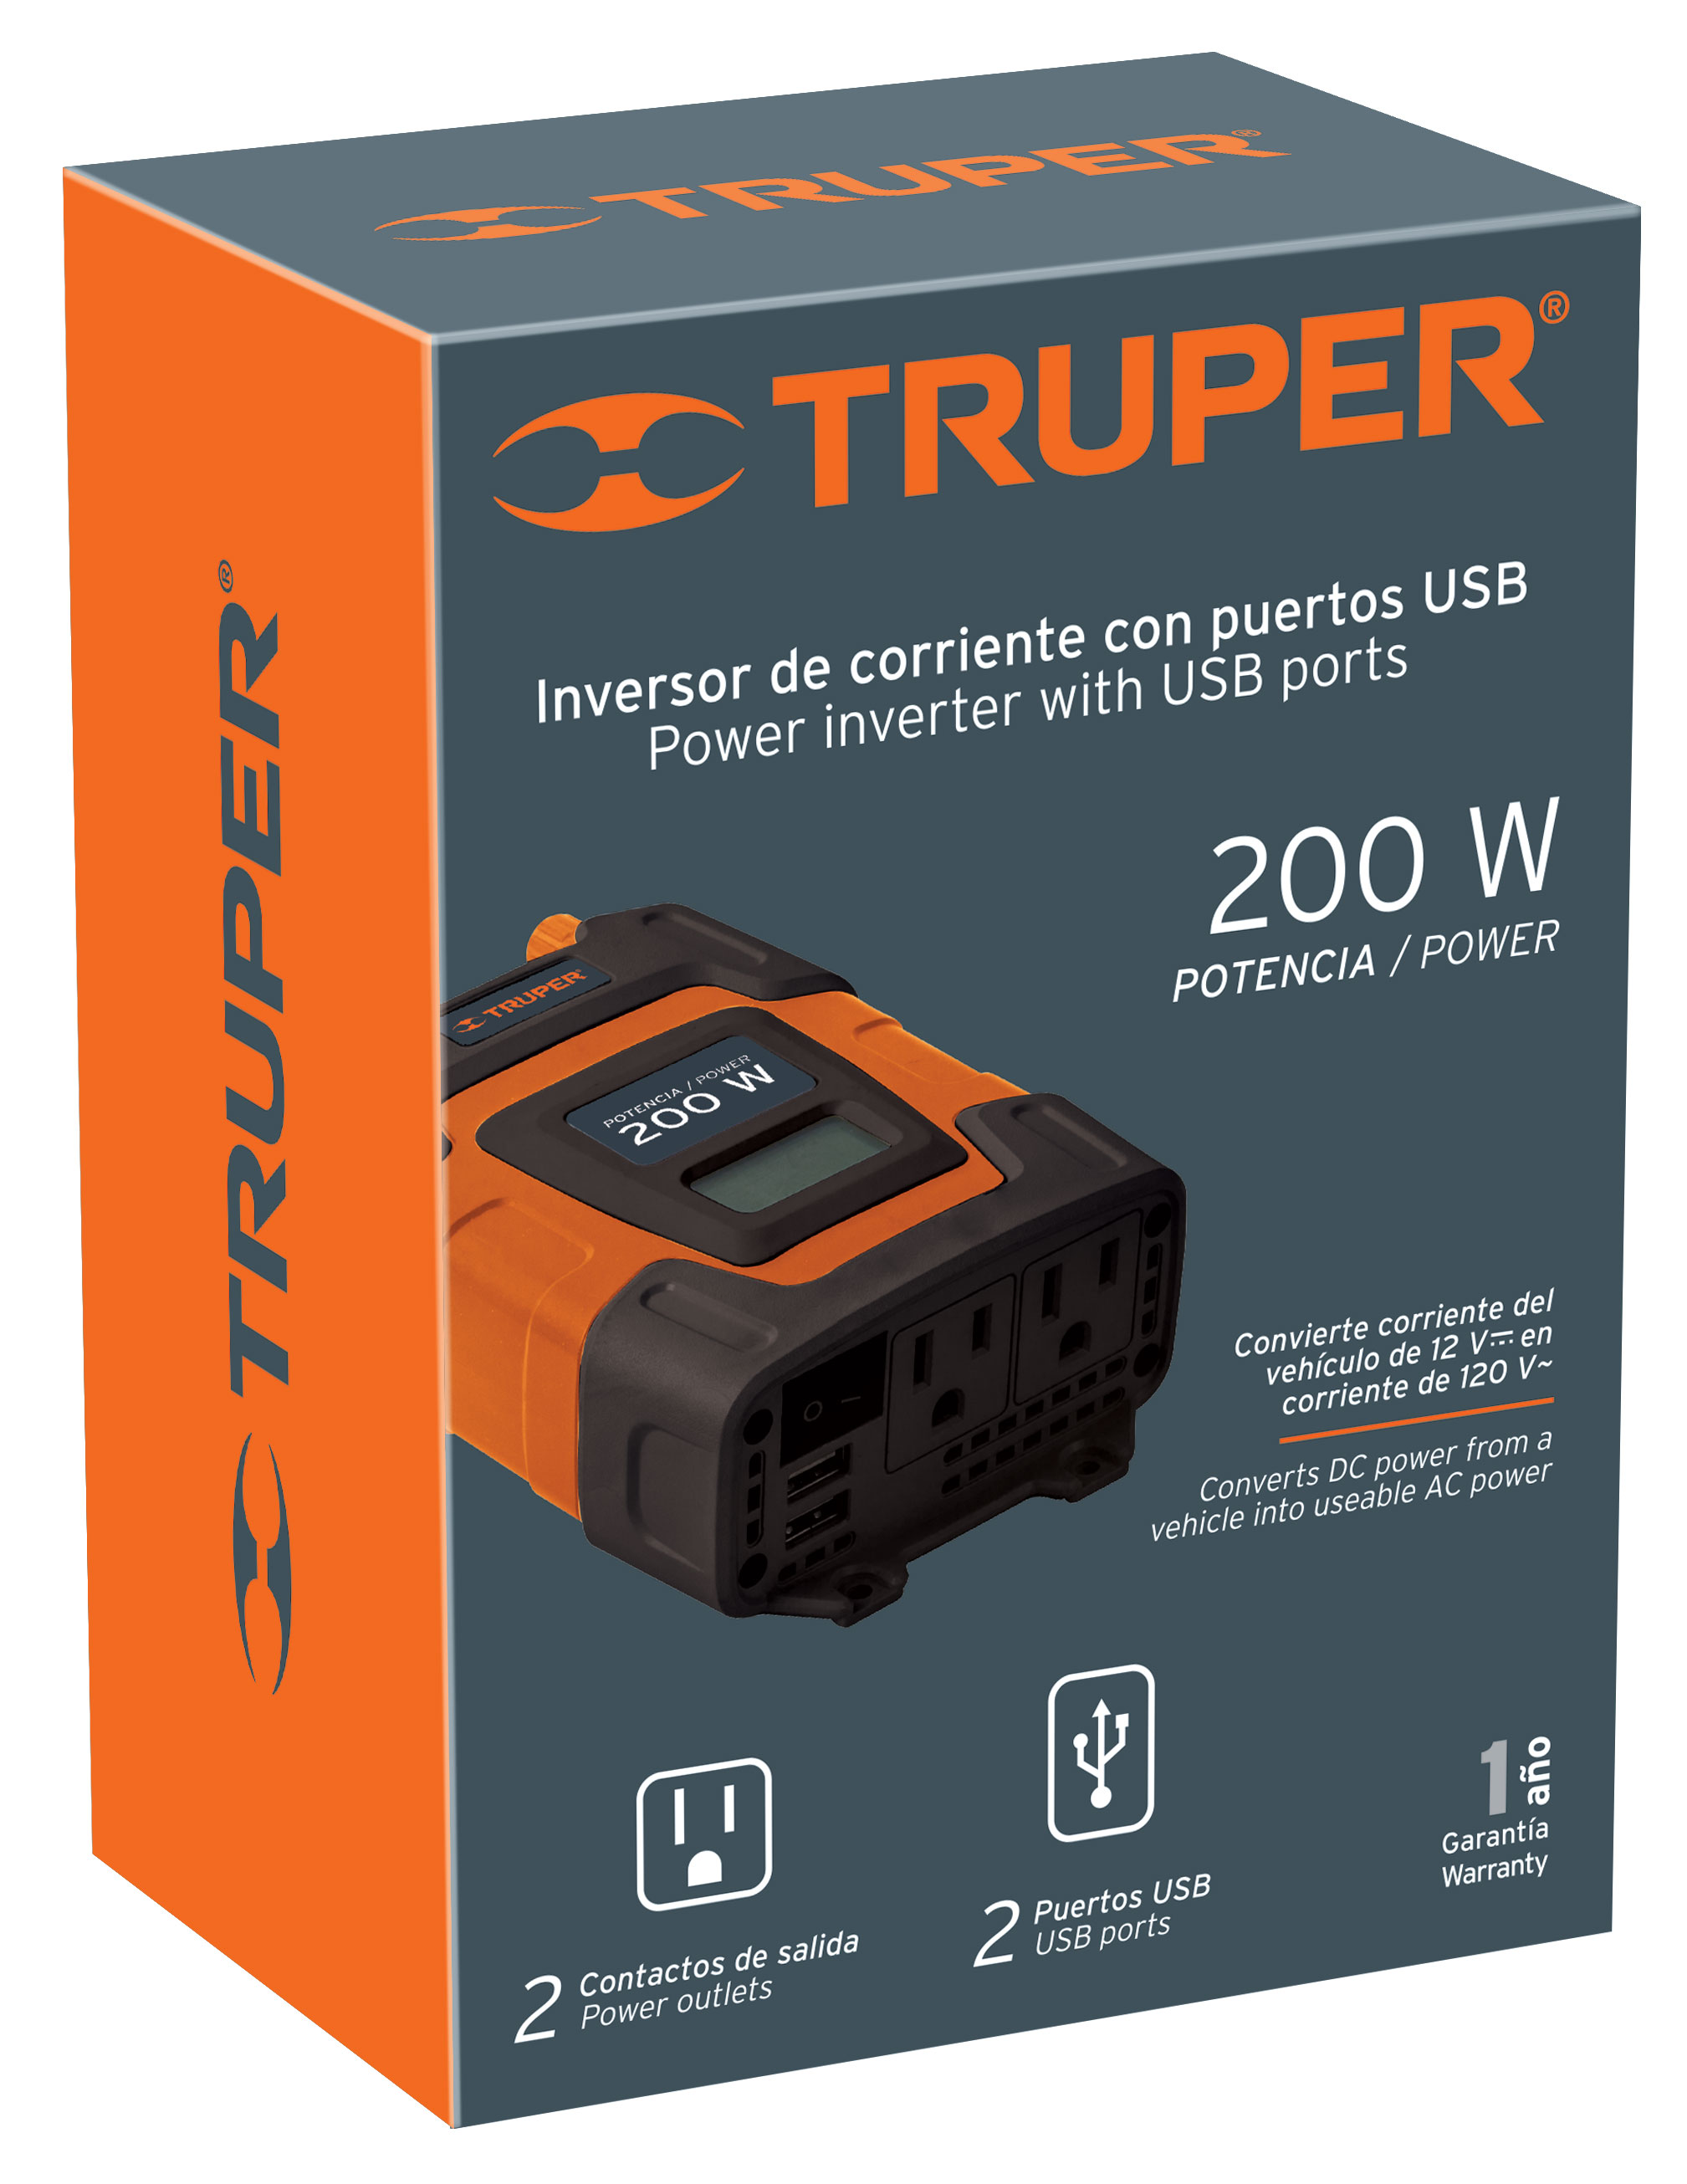 TRUPER®
TRUPER®
TRUPER®
Inversor de corriente con puertos USB
Power inverter with USB ports
200 W
POTENCIA / POWER
TRUPER
POTENCIA / POWER
200 W
Convierte corriente del
vehículo de 12 V⎓ en
corriente de 120 V~
Converts DC power from a
vehicle into useable AC power
2 Contactos de salida
Power outlets
2 Puertos USB
USB ports
1 año
Garantía
Warranty